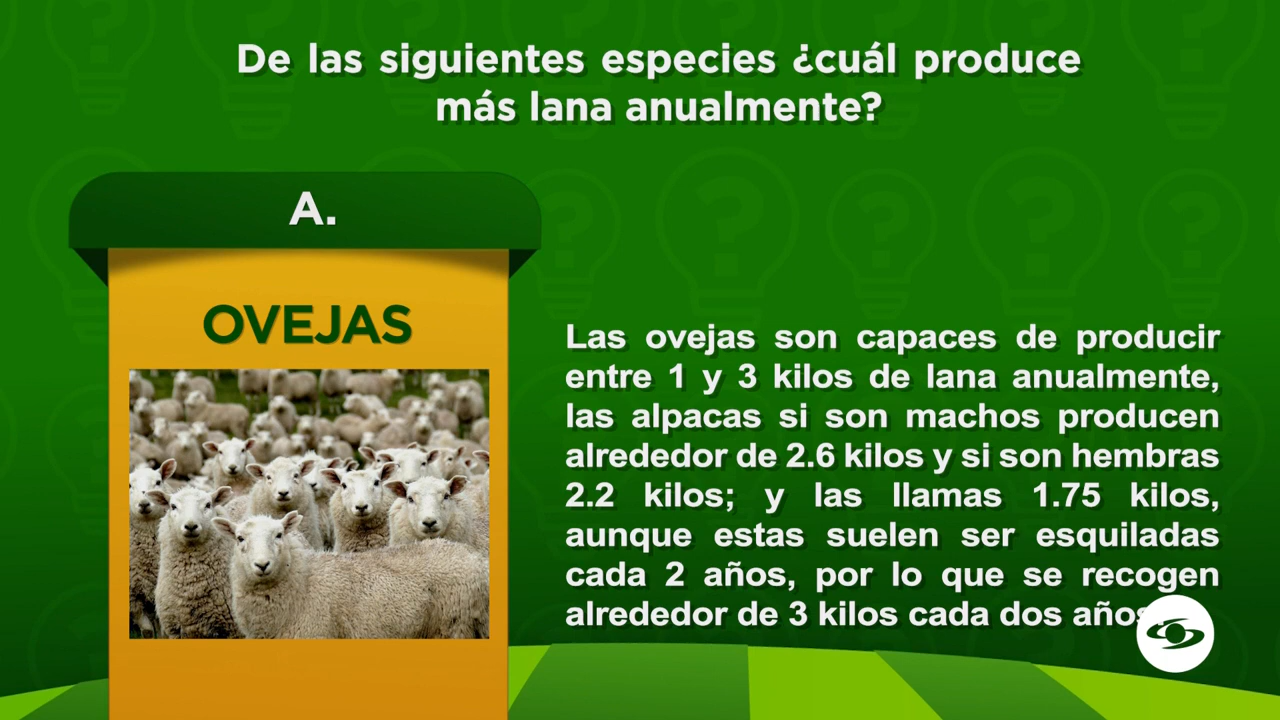 De las siguientes especies ¿cuál produce
más lana anualmente?
A.
OVEJAS
Las ovejas son capaces de producir
entre 1 y 3 kilos de lana anualmente,
las alpacas si son machos producen
alrededor de 2.6 kilos y si son hembras
2.2 kilos; y las llamas 1.75 kilos,
aunque estas suelen ser esquiladas
cada 2 años, por lo que se recogen
alrededor de 3 kilos cada dos años